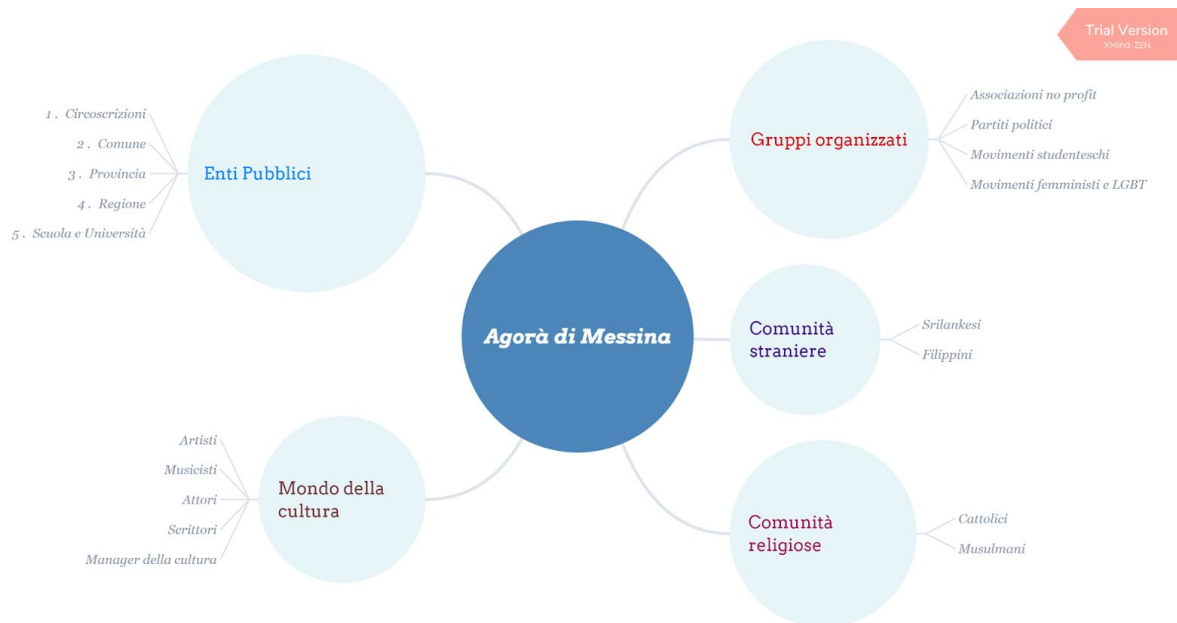 Trial Version
XMind-ZEN
Agorà di Messina
Gruppi organizzati
Associazioni no profit
Partiti politici
Movimenti studenteschi
Movimenti femministi e LGBT
Comunità
straniere
Srilankesi
Filippini
Comunità
religiose
Cattolici
Musulmani
Mondo della
cultura
Artisti
Musicisti
Attori
Scrittori
Manager della cultura
Enti Pubblici
1 . Circoscrizioni
2 . Comune
3 . Provincia
4 . Regione
5 . Scuola e Università